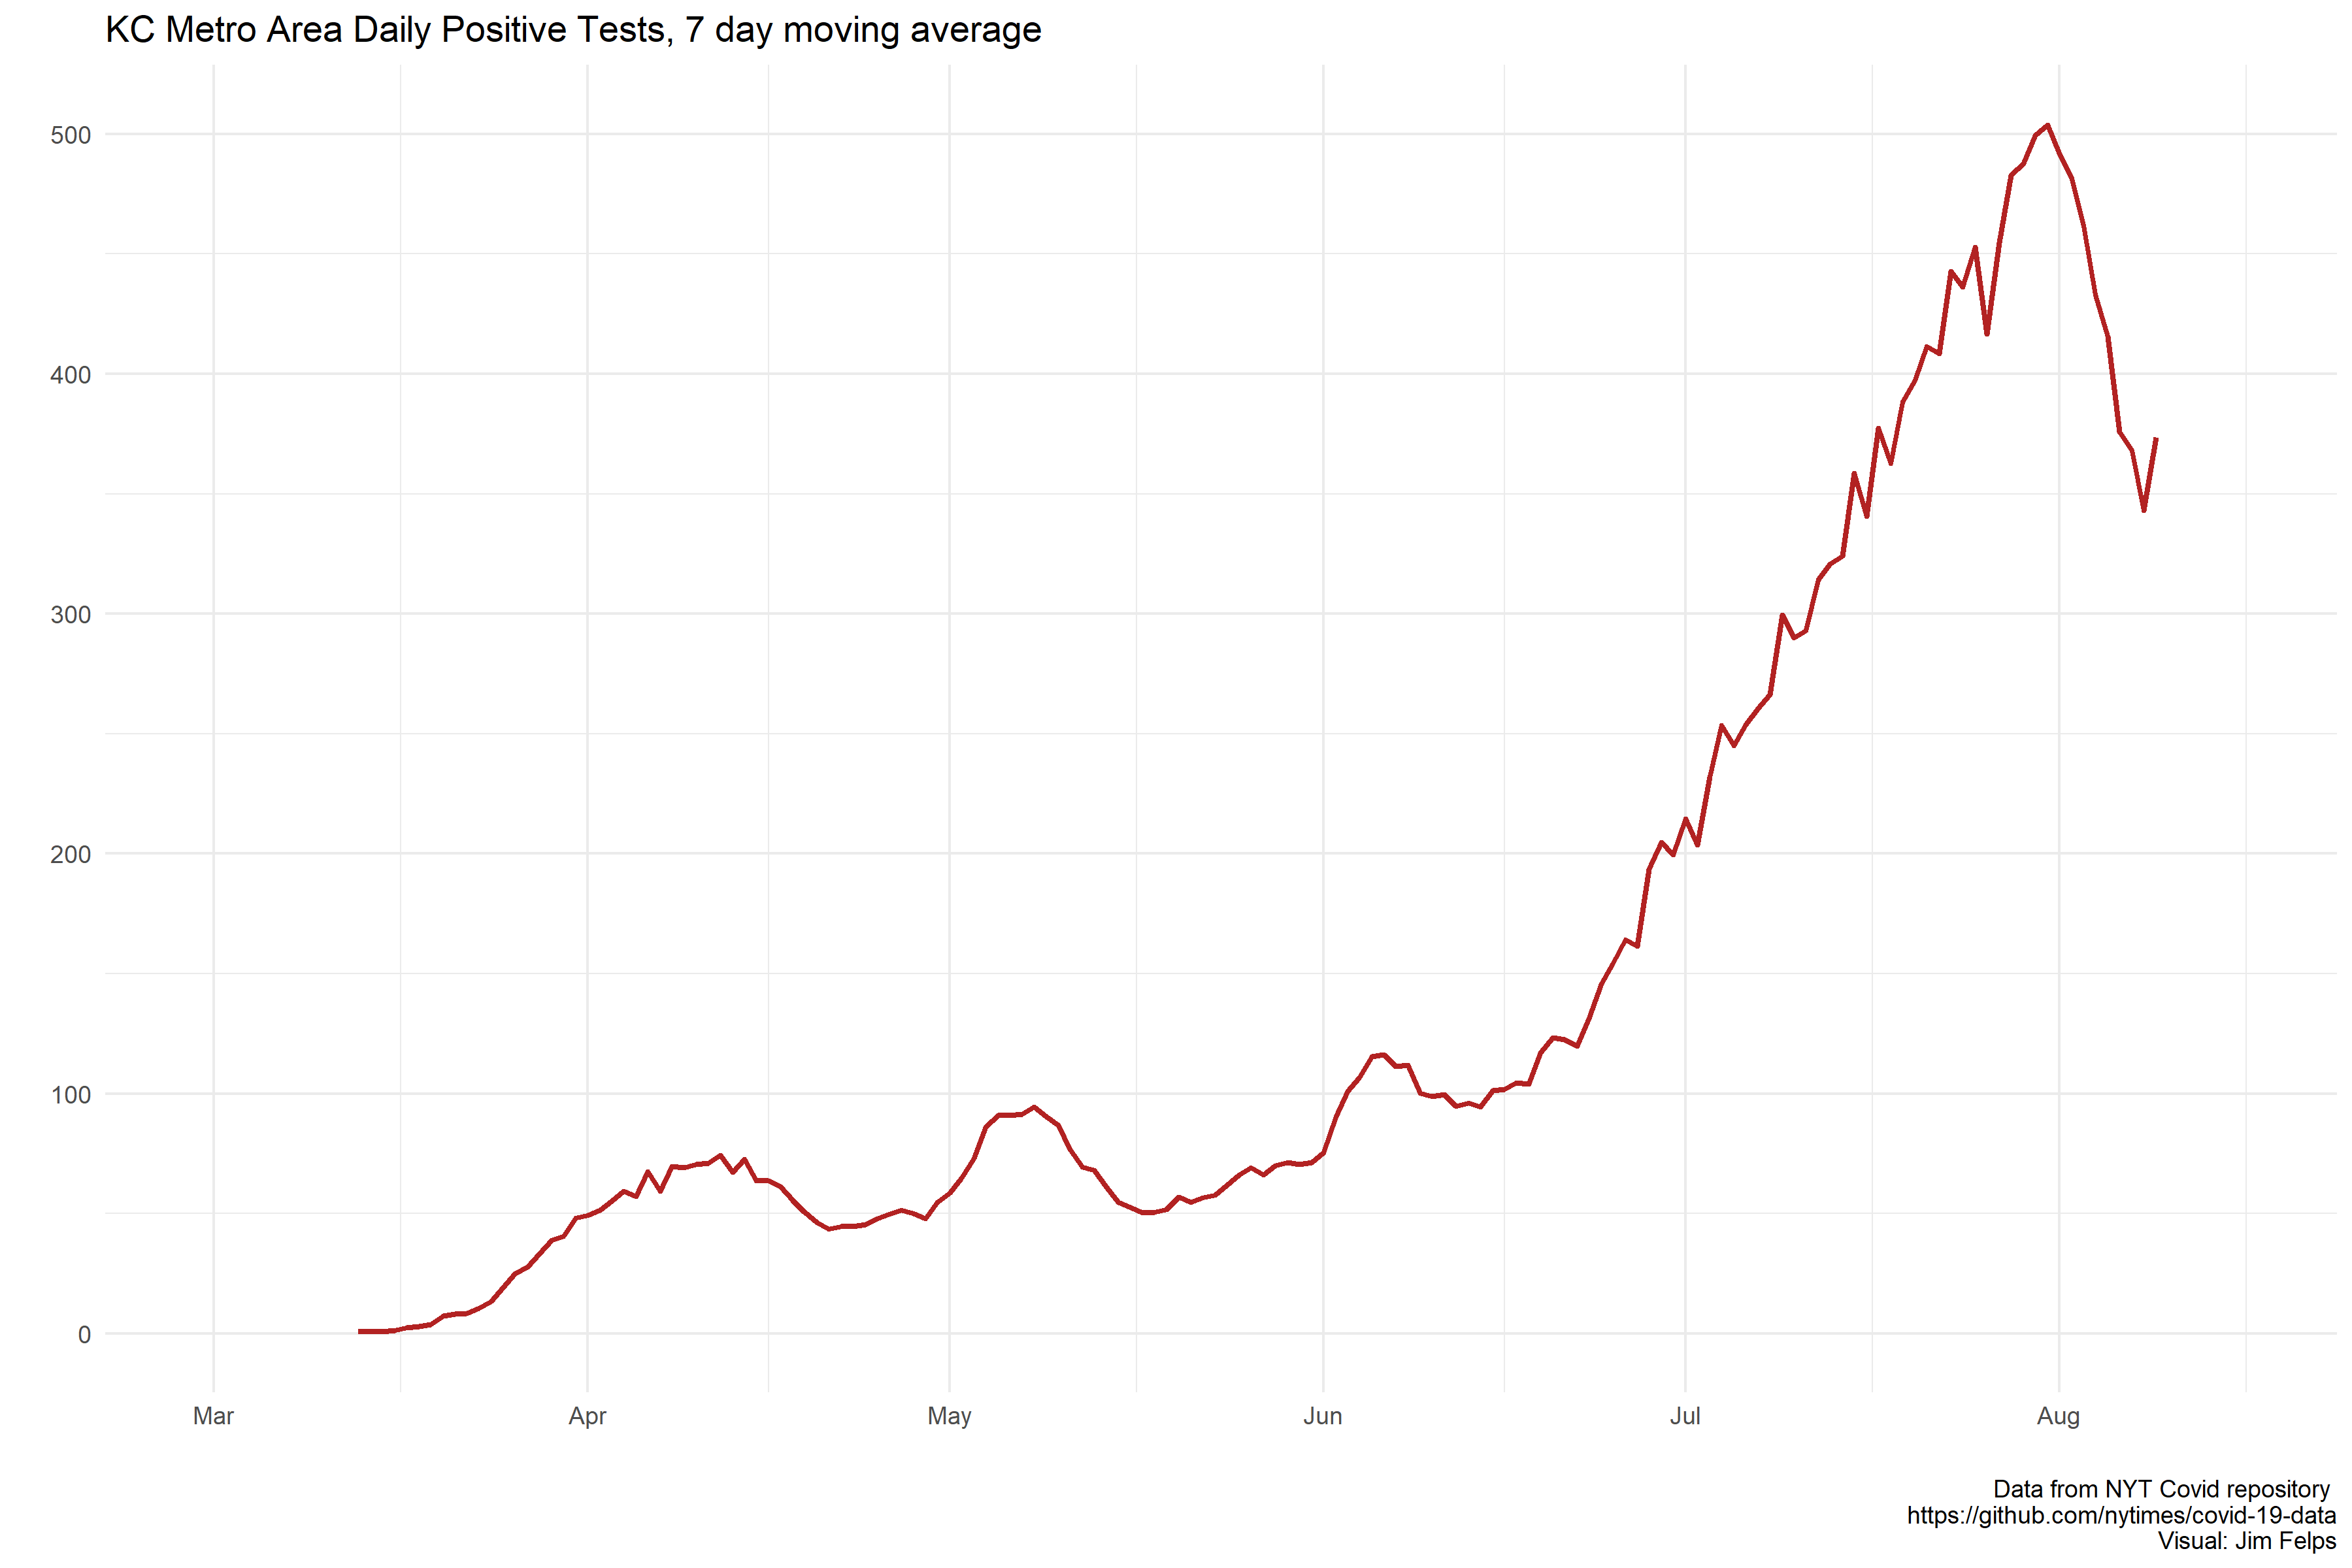 KC Metro Area Daily Positive Tests, 7 day moving average
500
400
300
200
100
0
Mar Apr May Jun Jul Aug
Data from NYT Covid repository
https://github.com/nytimes/covid-19-data
Visual: Jim Felps